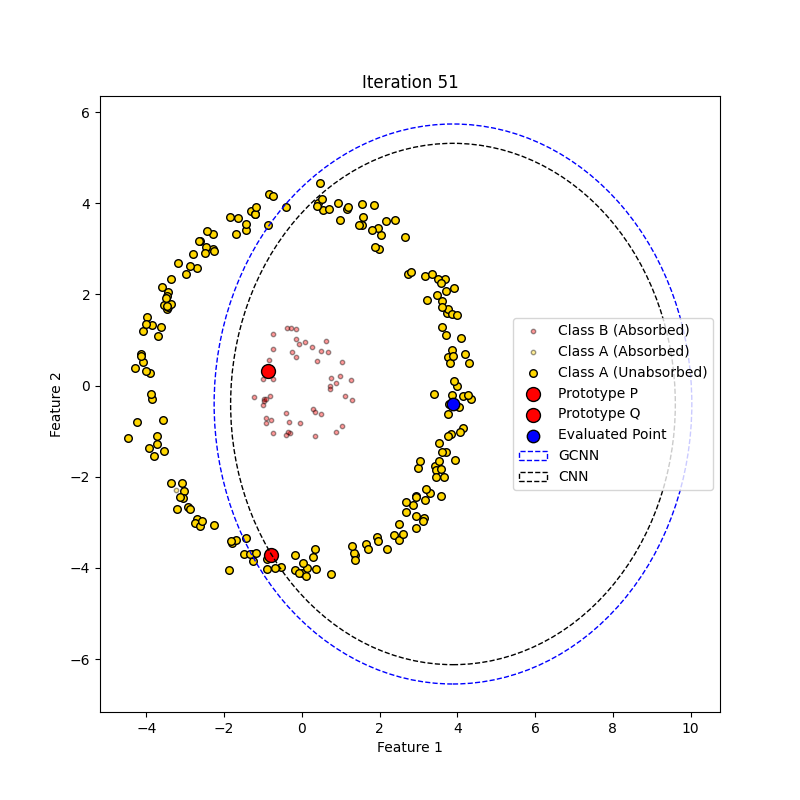 Iteration 51
6
4
2
0
−2
−4
−6
Feature 2
Class B (Absorbed)
Class A (Absorbed)
Class A (Unabsorbed)
Prototype P
Prototype Q
Evaluated Point
GCNN
CNN
−4
−2
0
2
4
6
8
10
Feature 1